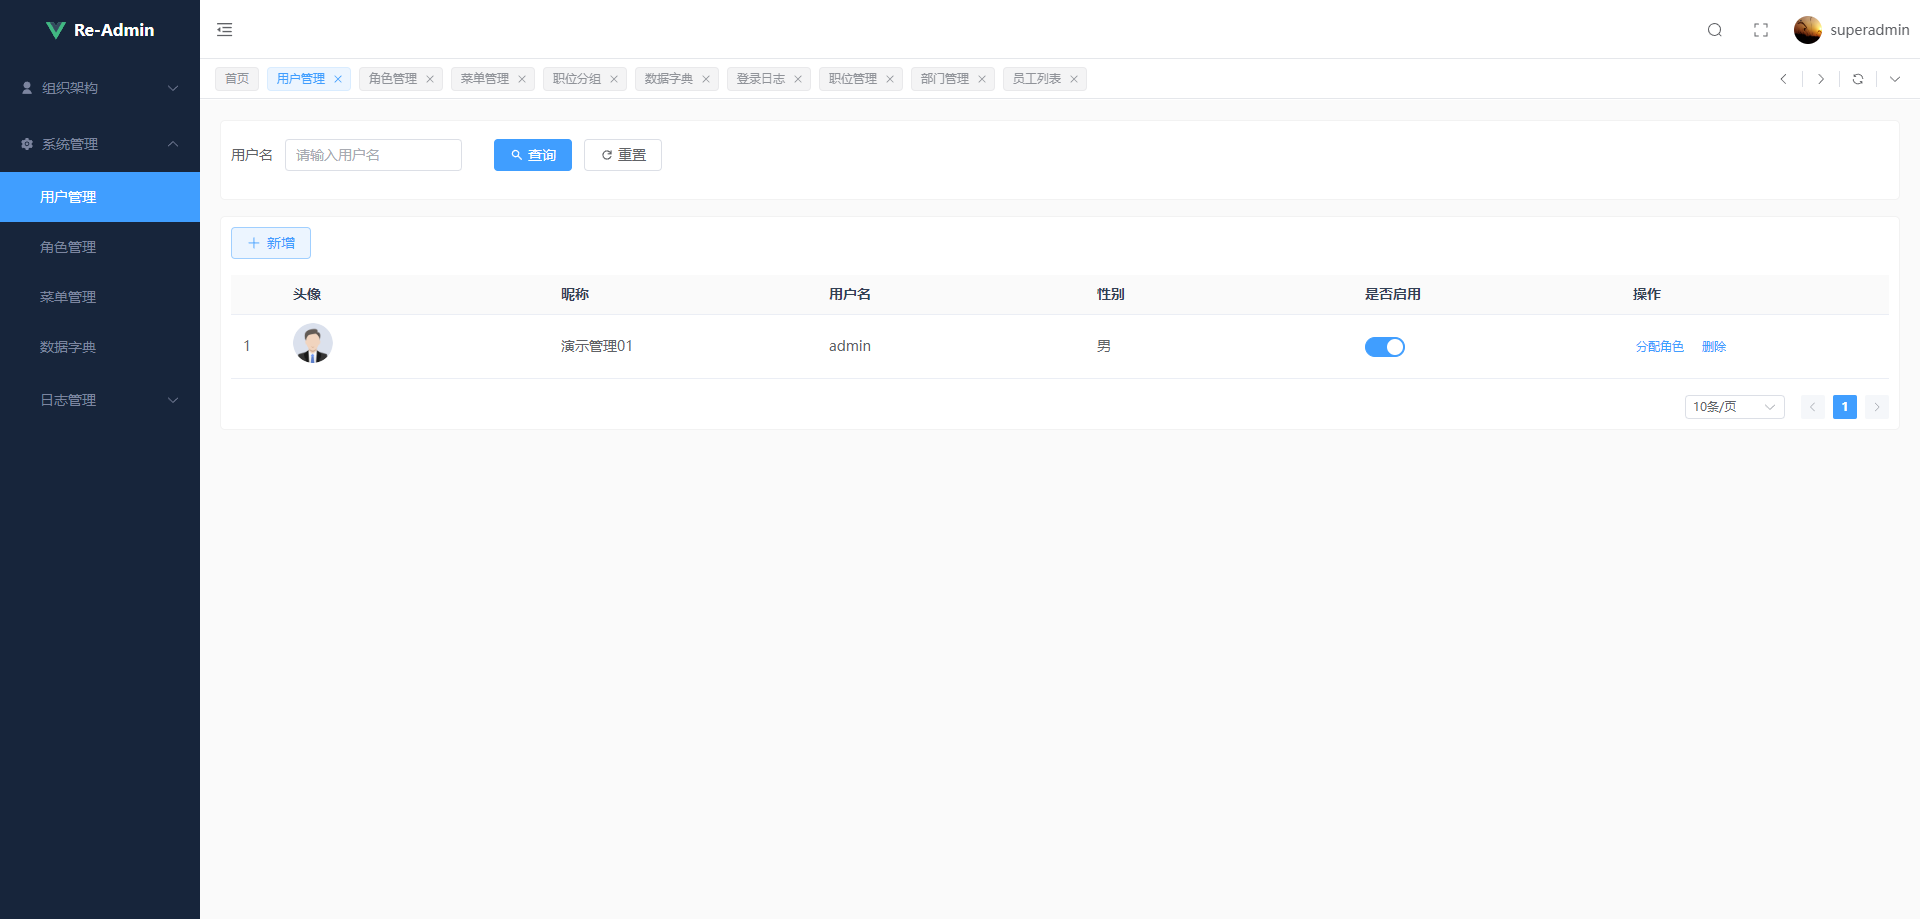 Re-Admin
superadmin
首页 用户管理 角色管理 菜单管理 职位分组 数据字典 登录日志 职位管理 部门管理 员工列表
组织架构
系统管理
用户管理
角色管理
菜单管理
数据字典
日志管理
用户名 请输入用户名 查询 重置
新增
头像 昵称 用户名 性别 是否启用 操作
1 演示管理01 admin 男 分配角色 删除
10条/页 1